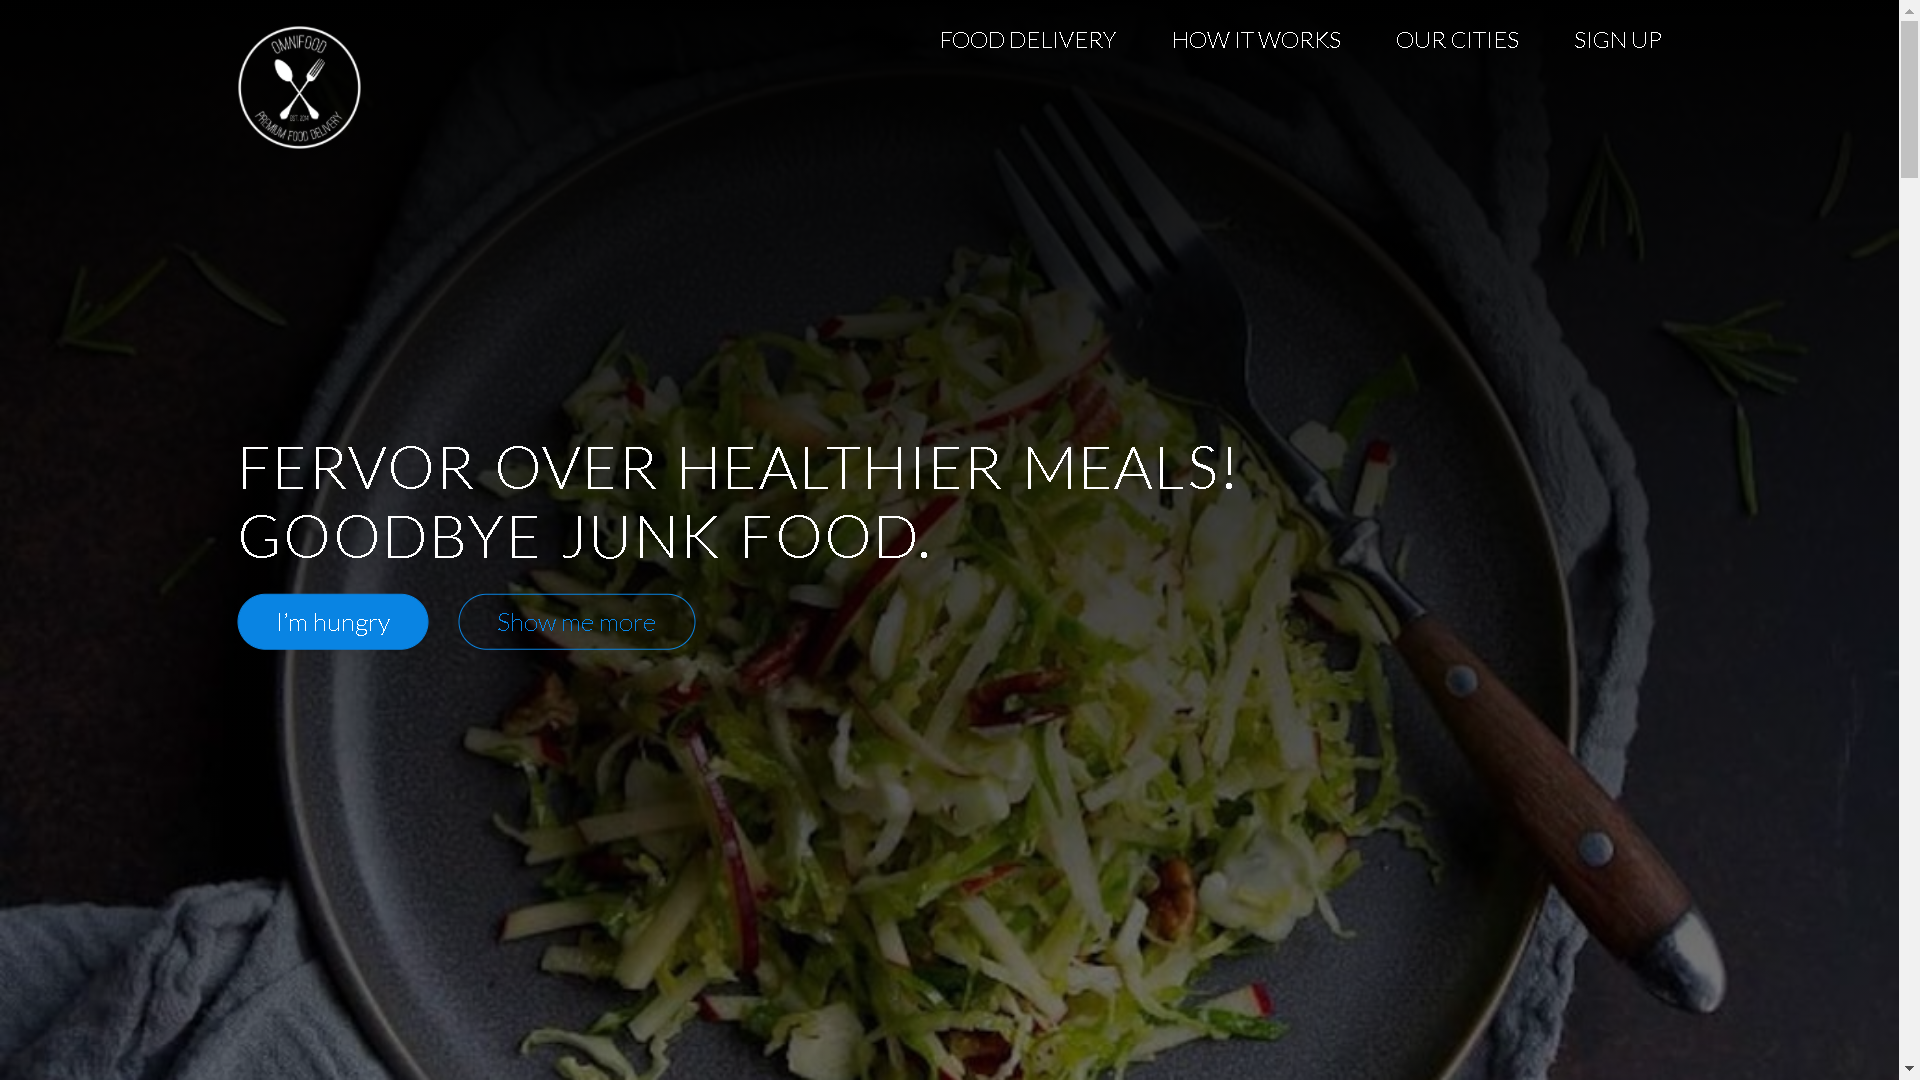 OMNIFOOD
EST. 2014
PREMIUM FOOD DELIVERY
FOOD DELIVERY
HOW IT WORKS
OUR CITIES
SIGN UP
FERVOR OVER HEALTHIER MEALS!
GOODBYE JUNK FOOD.
I’m hungry
Show me more